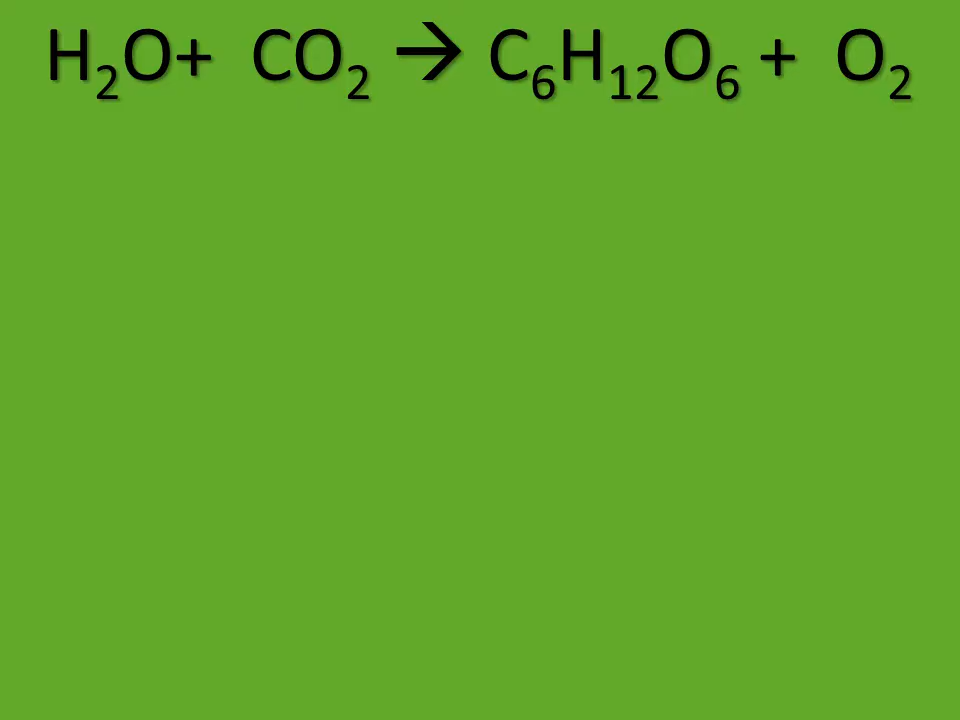 H₂O+ CO₂ → C₆H₁₂O₆ + O₂